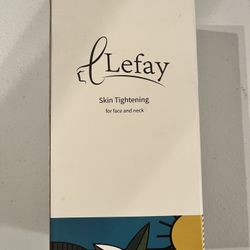 Lefay
Skin Tightening
for face and neck